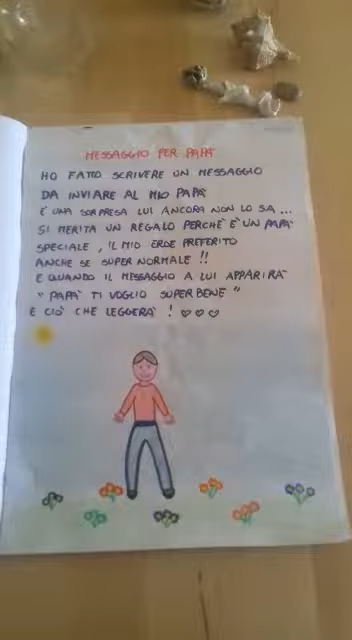 MESSAGGIO PER PAPÀ
HO FATTO SCRIVERE UN MESSAGGIO
DA INVIARE AL MIO PAPÀ
È UNA SORPRESA LUI ANCORA NON LO SA...
SI MERITA UN REGALO PERCHÈ È UN PAPÀ
SPECIALE, IL MIO EROE PREFERITO
ANCHE SE SUPER NORMALE !!
E QUANDO IL MESSAGGIO A LUI APPARIRÀ
" PAPÀ TI VOGLIO SUPER BENE "
È CIÒ CHE LEGGERÀ ! ♡♡♡